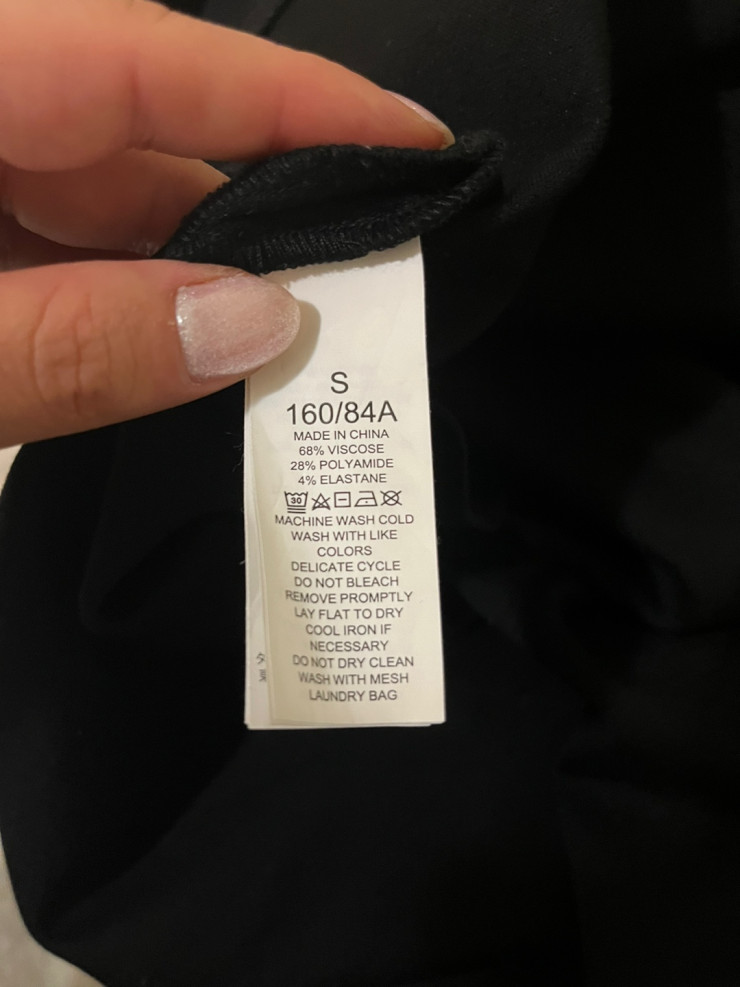 S
160/84A
MADE IN CHINA
68% VISCOSE
28% POLYAMIDE
4% ELASTANE
30
MACHINE WASH COLD
WASH WITH LIKE
COLORS
DELICATE CYCLE
DO NOT BLEACH
REMOVE PROMPTLY
LAY FLAT TO DRY
COOL IRON IF
NECESSARY
DO NOT DRY CLEAN
WASH WITH MESH
LAUNDRY BAG